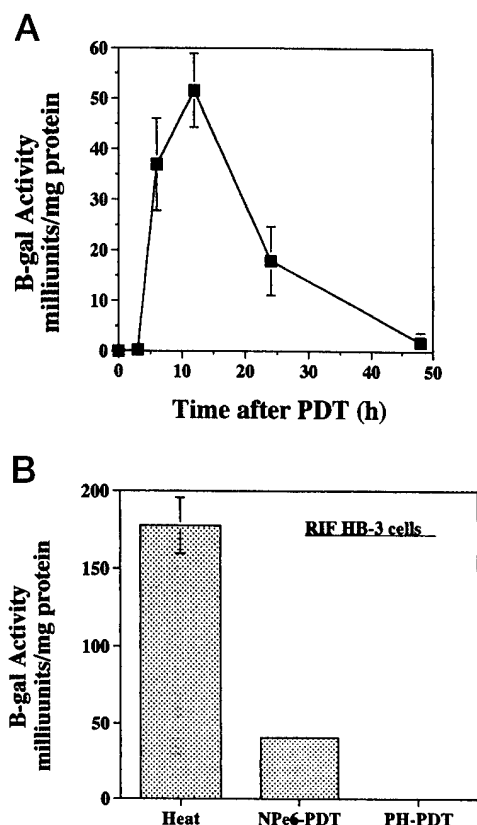 A
B-gal Activity
milliunits/mg protein
60
50
40
30
20
10
0
0 10 20 30 40 50
Time after PDT (h)
B
B-gal Activity
milliuunits/mg protein
200
150
100
50
0
RIF HB-3 cells
Heat NPe6-PDT PH-PDT